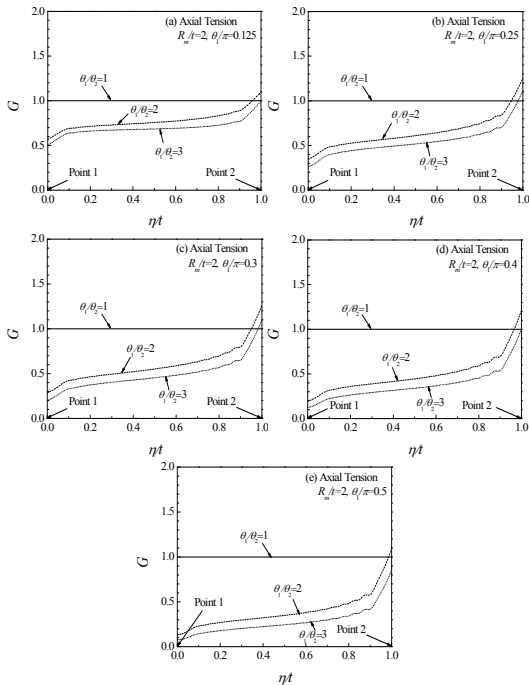 (a) Axial Tension
R_m/t=2, θ_1/π=0.125
θ_1/θ_2=1
θ_1/θ_2=2
θ_1/θ_2=3
Point 1
Point 2
G
2.0
1.5
1.0
0.5
0.0
0.0 0.2 0.4 0.6 0.8 1.0
η/t
(b) Axial Tension
R_m/t=2, θ_1/π=0.25
θ_1/θ_2=1
θ_1/θ_2=2
θ_1/θ_2=3
Point 1
Point 2
G
2.0
1.5
1.0
0.5
0.0
0.0 0.2 0.4 0.6 0.8 1.0
η/t
(c) Axial Tension
R_m/t=2, θ_1/π=0.3
θ_1/θ_2=1
θ_1/θ_2=2
θ_1/θ_2=3
Point 1
Point 2
G
2.0
1.5
1.0
0.5
0.0
0.0 0.2 0.4 0.6 0.8 1.0
η/t
(d) Axial Tension
R_m/t=2, θ_1/π=0.4
θ_1/θ_2=1
θ_1/θ_2=2
θ_1/θ_2=3
Point 1
Point 2
G
2.0
1.5
1.0
0.5
0.0
0.0 0.2 0.4 0.6 0.8 1.0
η/t
(e) Axial Tension
R_m/t=2, θ_1/π=0.5
θ_1/θ_2=1
θ_1/θ_2=2
θ_1/θ_2=3
Point 1
Point 2
G
2.0
1.5
1.0
0.5
0.0
0.0 0.2 0.4 0.6 0.8 1.0
η/t